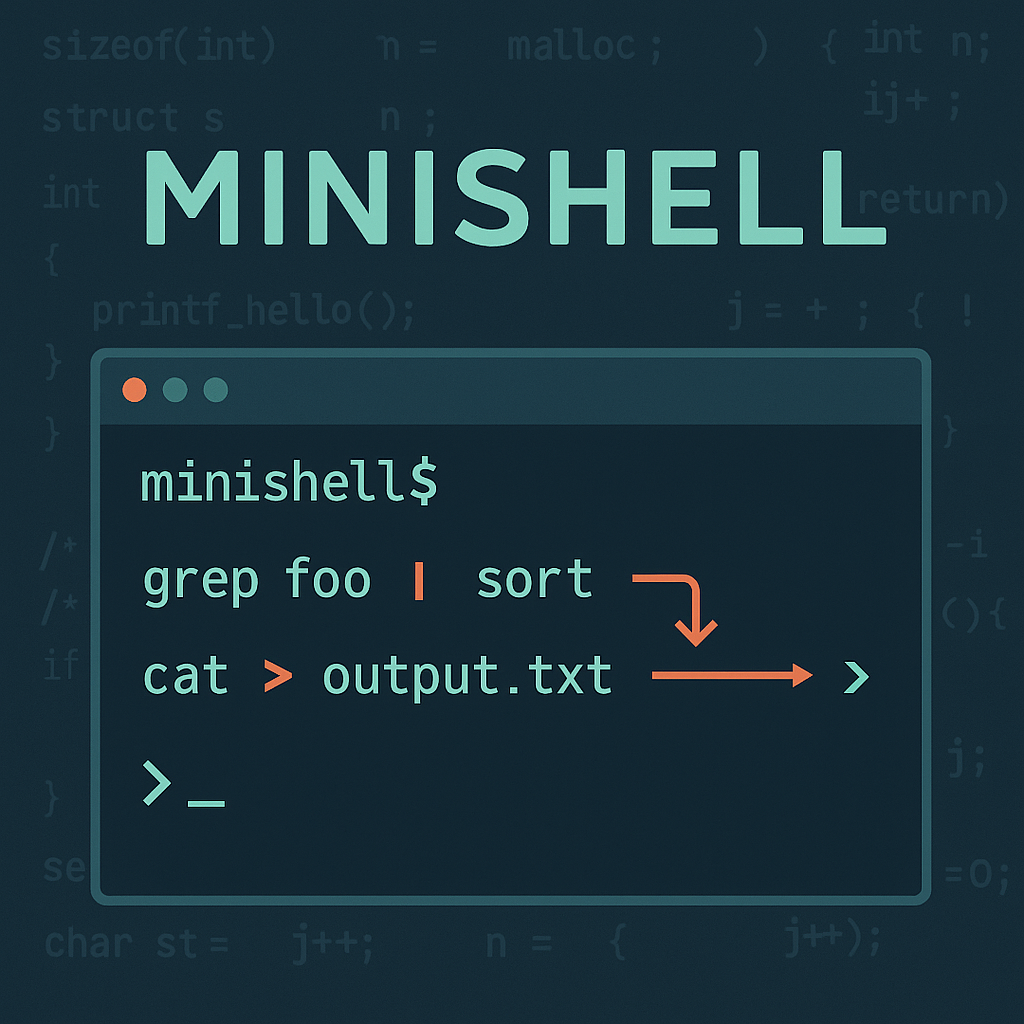 sizeof(int) n = malloc ; ) { int n;
struct s n ; ij+ ;
MINISHELL
int return)
{
printf_hello(); j = + ; { !
}
} }
minishell$
/* -i
grep foo | sort
/* (){
if
cat > output.txt >
j;
>_
}
se =0;
char st= j++; n = { j++);